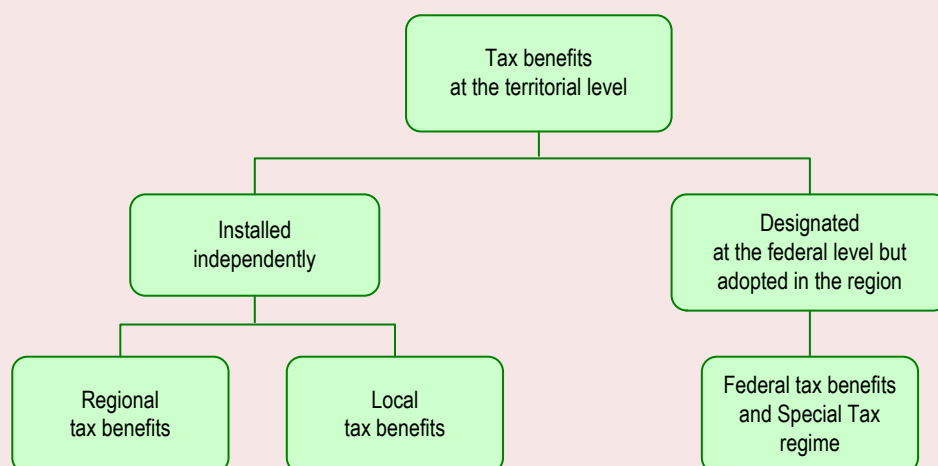 Tax benefits
at the territorial level
Installed
independently
Designated
at the federal level but
adopted in the region
Regional
tax benefits
Local
tax benefits
Federal tax benefits
and Special Tax
regime